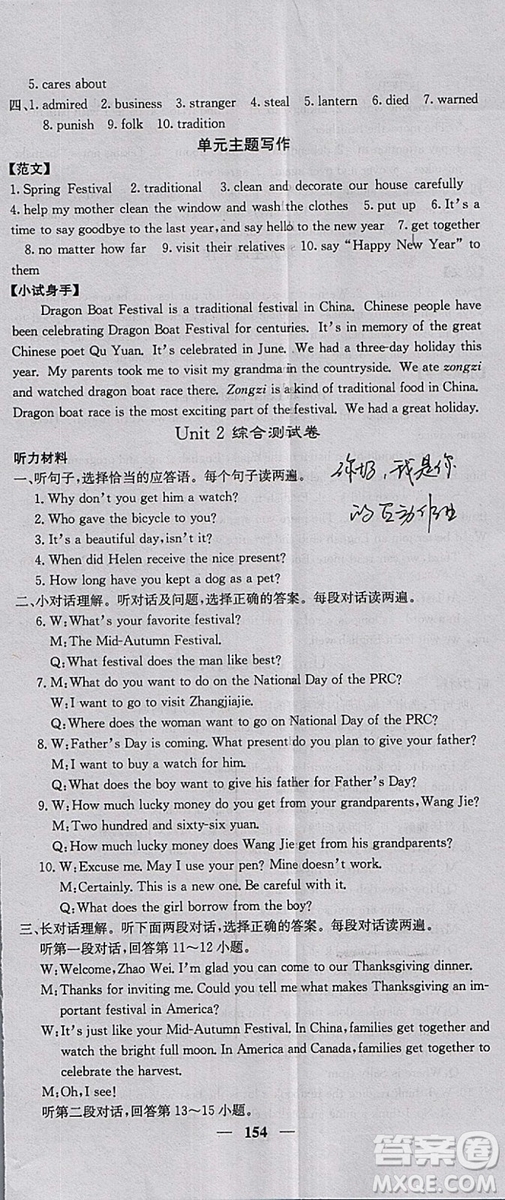 5. cares about
四、1. admired 2. business 3. stranger 4. steal 5. lantern 6. died 7. warned
8. punish 9. folk 10. tradition
单元主题写作
【范文】
1. Spring Festival 2. traditional 3. clean and decorate our house carefully
4. help my mother clean the window and wash the clothes 5. put up 6. It's a
time to say goodbye to the last year, and say hello to the new year 7. get together
8. no matter how far 9. visit their relatives 10. say “Happy New Year” to
them
【小试身手】
Dragon Boat Festival is a traditional festival in China. Chinese people have
been celebrating Dragon Boat Festival for centuries. It's in memory of the great
Chinese poet Qu Yuan. It's celebrated in June. We had a three-day holiday this
year. My parents took me to visit my grandma in the countryside. We ate zongzi
and watched dragon boat race there. Zongzi is a kind of traditional food in China.
Dragon boat race is the most exciting part of the festival. We had a great holiday.
Unit 2 综合测试卷
听力材料
一、听句子，选择恰当的应答语。每个句子读两遍。
你好，我是你
的互动作业
1. Why don't you get him a watch?
2. Who gave the bicycle to you?
3. It's a beautiful day, isn't it?
4. When did Helen receive the nice present?
5. How long have you kept a dog as a pet?
二、小对话理解。听对话及问题，选择正确的答案。每段对话读两遍。
6. W: What's your favorite festival?
M: The Mid-Autumn Festival.
Q: What festival does the man like best?
7. M: What do you want to do on the National Day of the PRC?
W: I want to go to visit Zhangjiajie.
Q: Where does the woman want to go on National Day of the PRC?
8. W: Father's Day is coming. What present do you plan to buy?
M: I want to buy a watch for him.
Q: What does the boy want to give his father for Father's Day?
9. W: How much lucky money do you get from your grandparents, Wang Jie?
M: Two hundred and sixty-six yuan.
Q: How much lucky money does Wang Jie get from his grandparents?
10. W: Excuse me. May I use your pen? Mine doesn't work.
M: Certainly. This is my new one. Be careful with it.
Q: What does the girl borrow from the boy?
三、长对话理解。听下面两段对话，选择正确的答案。每段对话读两遍。
听第一段对话，回答第 11～12 小题。
W: Welcome, Zhao Wei. I'm so glad you could come to our Thanksgiving dinner.
M: Thanks for inviting me. Could you tell me something about Thanksgiving an im-
portant festival in America?
W: It's just like your Mid-Autumn Festival. In China, families get together and
watch the bright full moon. In America and Canada, families get together to
celebrate the harvest.
M: Oh, I see!
听第二段对话，回答第 13～15 小题。
154
答案圈
MXQE.COM